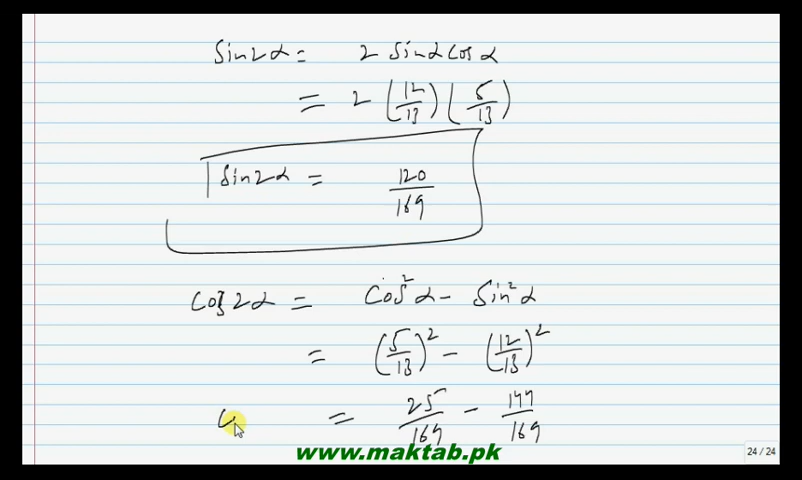 Sin2α = 2 Sinα Cosα
= 2 (12/13) (5/13)
Sin2α = 120/169
Cos2α = Cos²α - Sin²α
= (5/13)² - (12/13)²
= 25/169 - 144/169
www.maktab.pk
24 / 24